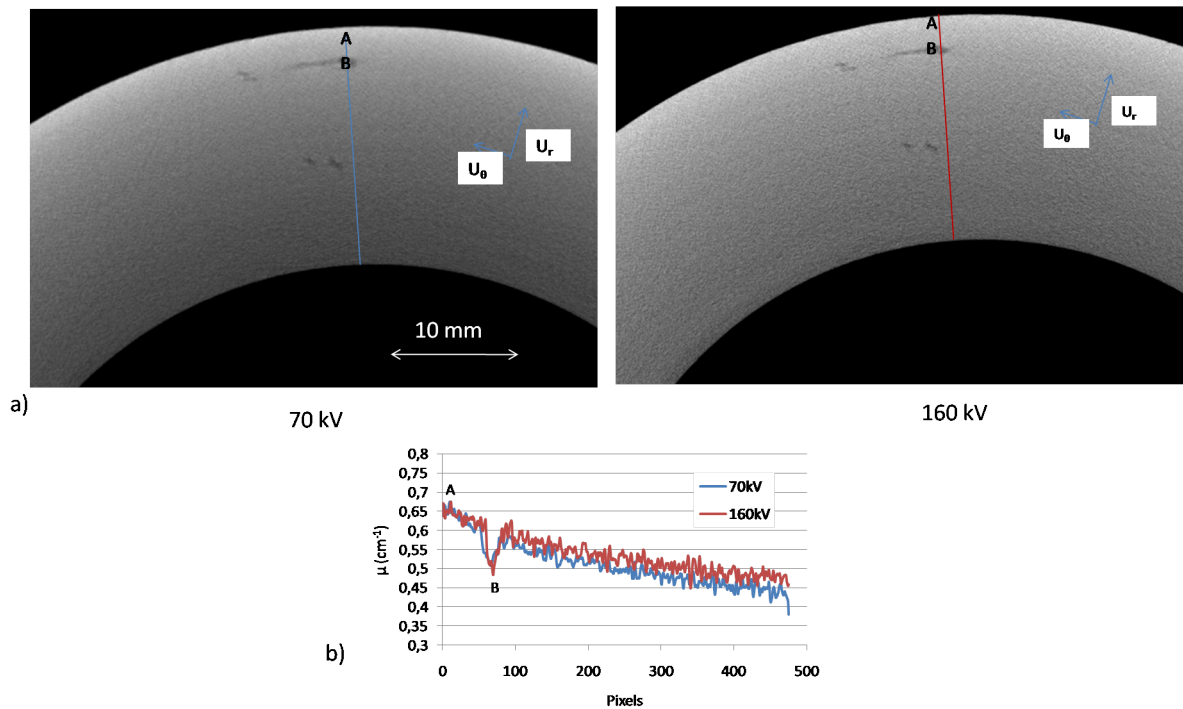 A
B
Uθ
Ur
10 mm
A
B
Uθ
Ur
a)
70 kV
160 kV
0,8
0,7
0,65
0,6
0,55
0,5
0,45
0,4
0,35
0,3
µ (cm-1)
A
B
70kV
160kV
0 100 200 300 400 500
Pixels
b)